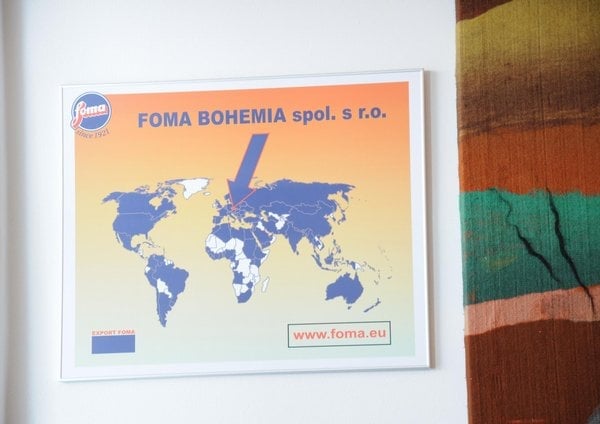 foma
since 1921
FOMA BOHEMIA spol. s r.o.
EXPORT FOMA
www.foma.eu